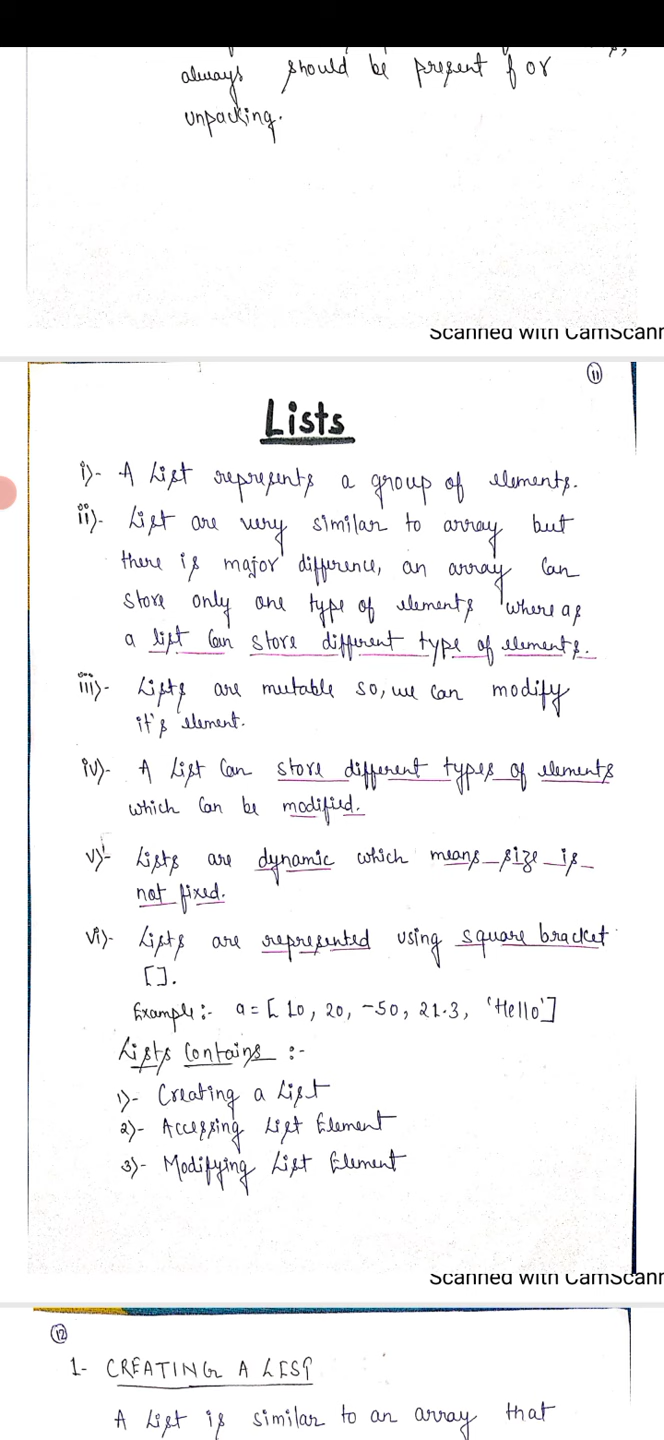 always should be present for
unpacking.
Scanned with CamScanr
11
Lists
i)- A List represents a group of elements.
ii)- List are very similar to array but
there is major difference, an array can
store only one type of elements where as
a list can store different type of elements.
iii)- Lists are mutable so, we can modify
it's element.
iv)- A List can store different types of elements
which can be modified.
v)- Lists are dynamic which means size is
not fixed.
vi)- Lists are represented using square bracket
[].
Example:- a = [10, 20, -50, 21.3, 'Hello']
Lists Contains :-
1)- Creating a List
2)- Accessing List Element
3)- Modifying List Element
Scanned with CamScanr
12
1- CREATING A LIST
A List is similar to an array that